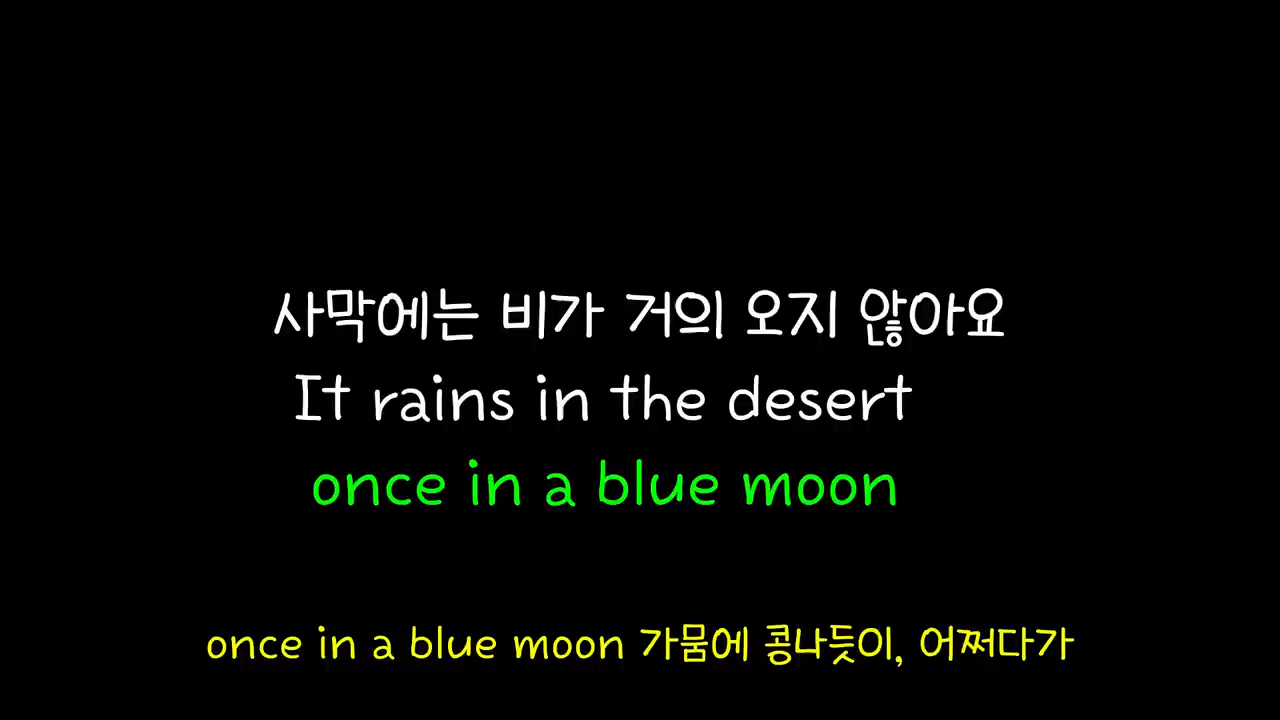 사막에는 비가 거의 오지 않아요
It rains in the desert
once in a blue moon
once in a blue moon 가뭄에 콩나듯이, 어쩌다가